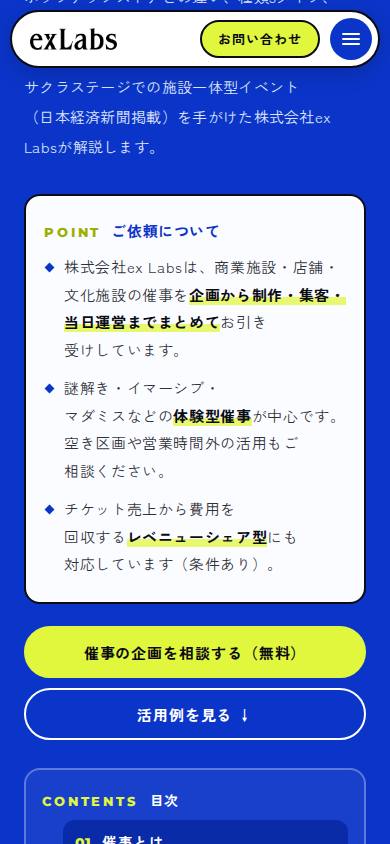 exLabs
お問い合わせ
サクラステージでの施設一体型イベント
（日本経済新聞掲載）を手がけた株式会社ex
Labsが解説します。
POINT ご依頼について
株式会社ex Labsは、商業施設・店舗・
文化施設の催事を企画から制作・集客・
当日運営までまとめてお引き
受けしています。
謎解き・イマーシブ・
マダミスなどの体験型催事が中心です。
空き区画や営業時間外の活用もご
相談ください。
チケット売上から費用を
回収するレベニューシェア型にも
対応しています（条件あり）。
催事の企画を相談する（無料）
活用例を見る ↓
CONTENTS 目次
01 催事とは